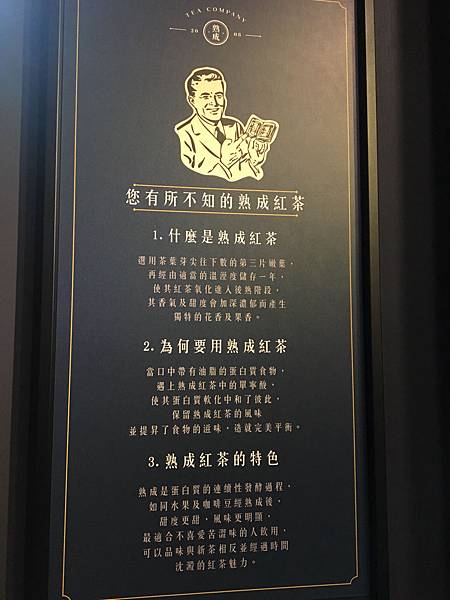 TEA COMPANY
20 熟成 08
您有所不知的熟成紅茶
1.什麼是熟成紅茶
選用茶葉芽尖往下數的第三片嫩葉，
再經由適當的溫溼度儲存一年，
使其紅茶氧化進入後熟階段，
其香氣及甜度會加深濃郁而產生
獨特的花香及果香。
2.為何要用熟成紅茶
當口中帶有油脂的蛋白質食物，
遇上熟成紅茶中的單寧酸，
使其蛋白質軟化中和了彼此，
保留熟成紅茶的風味
並提昇了食物的滋味，造就完美平衡。
3.熟成紅茶的特色
熟成是蛋白質的連續性發酵過程，
如同水果及咖啡豆經熟成後，
甜度更甜，風味更明顯，
最適合不喜愛苦澀味的人飲用，
可以品味與新茶相反並經過時間
沈澱的紅茶魅力。